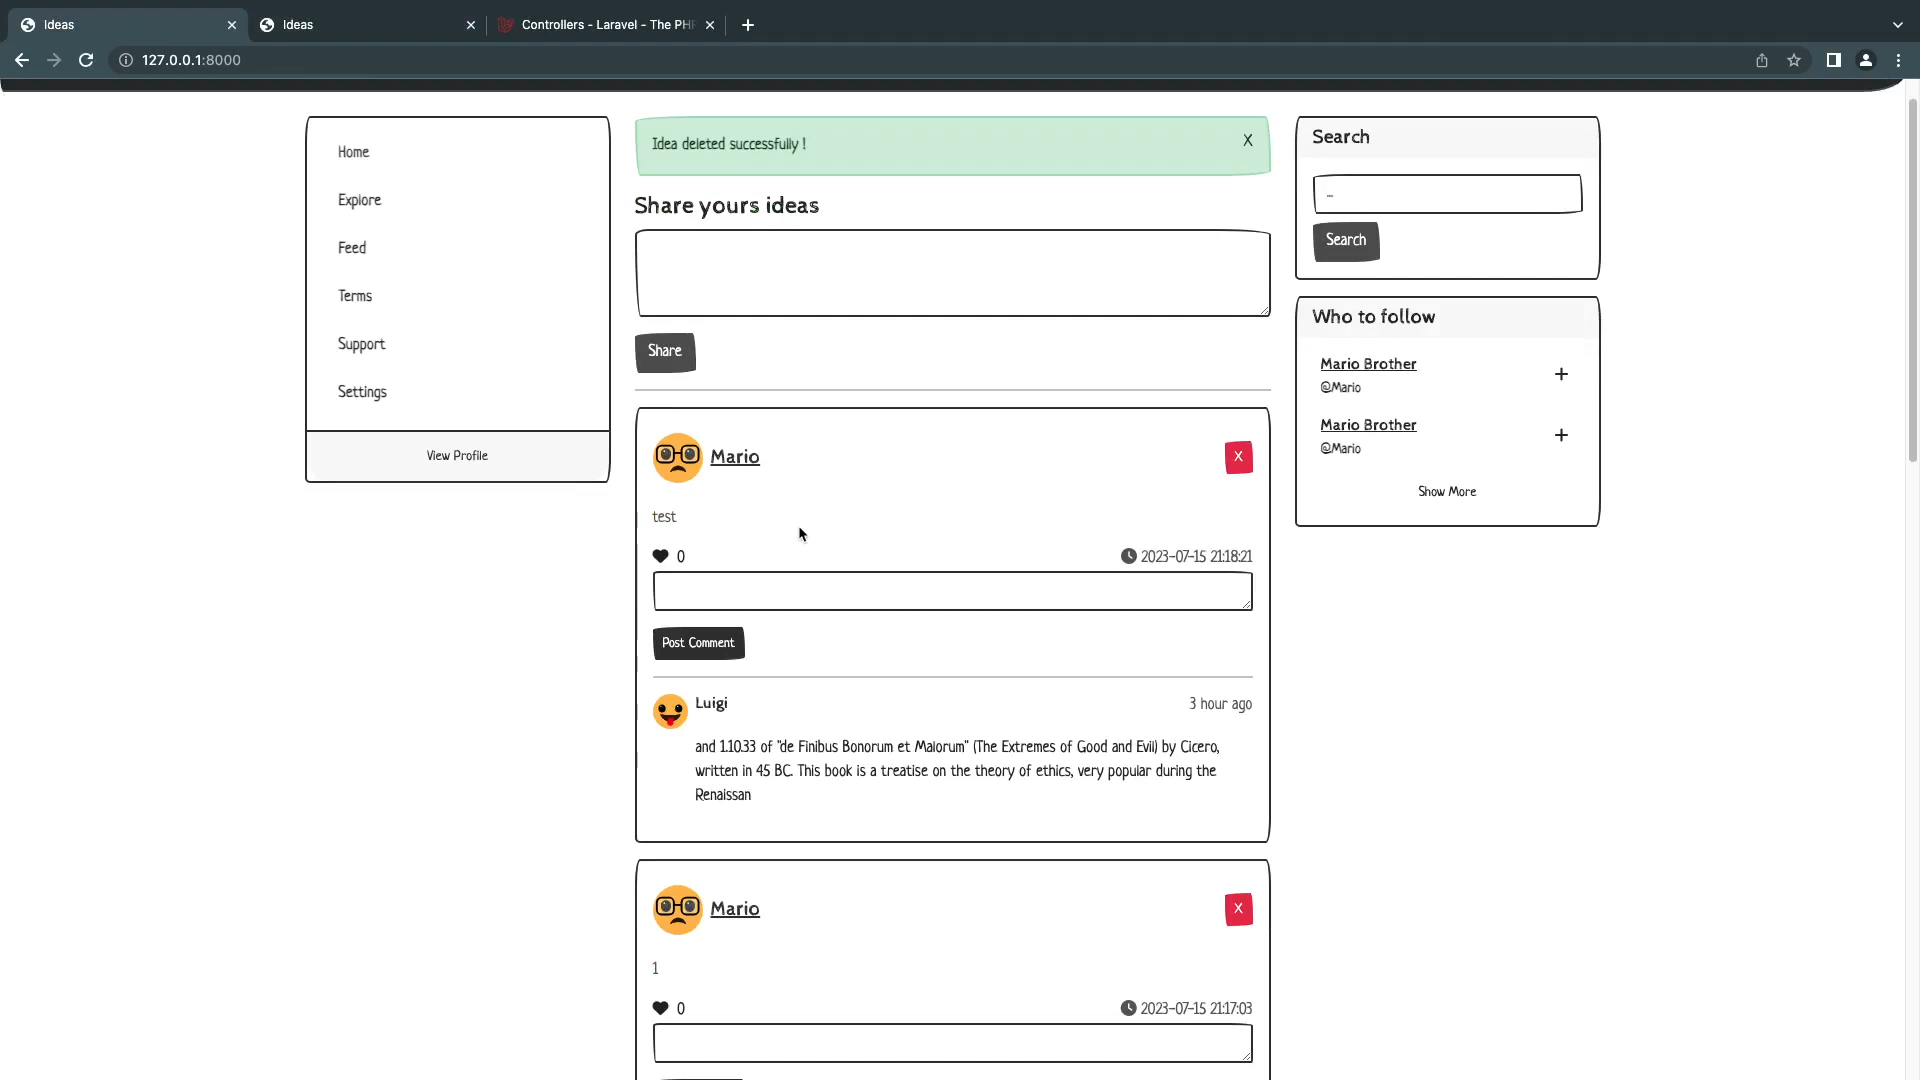 Ideas
Ideas
Controllers - Laravel - The PHP
127.0.0.1:8000
Home
Explore
Feed
Terms
Support
Settings
View Profile
Idea deleted successfully !
X
Share yours ideas
Share
Mario
X
test
0
2023-07-15 21:18:21
Post Comment
Luigi
3 hour ago
and 1.10.33 of "de Finibus Bonorum et Malorum" (The Extremes of Good and Evil) by Cicero,
written in 45 BC. This book is a treatise on the theory of ethics, very popular during the
Renaissan
Mario
X
1
0
2023-07-15 21:17:03
Search
...
Search
Who to follow
Mario Brother
@Mario
+
Mario Brother
@Mario
+
Show More